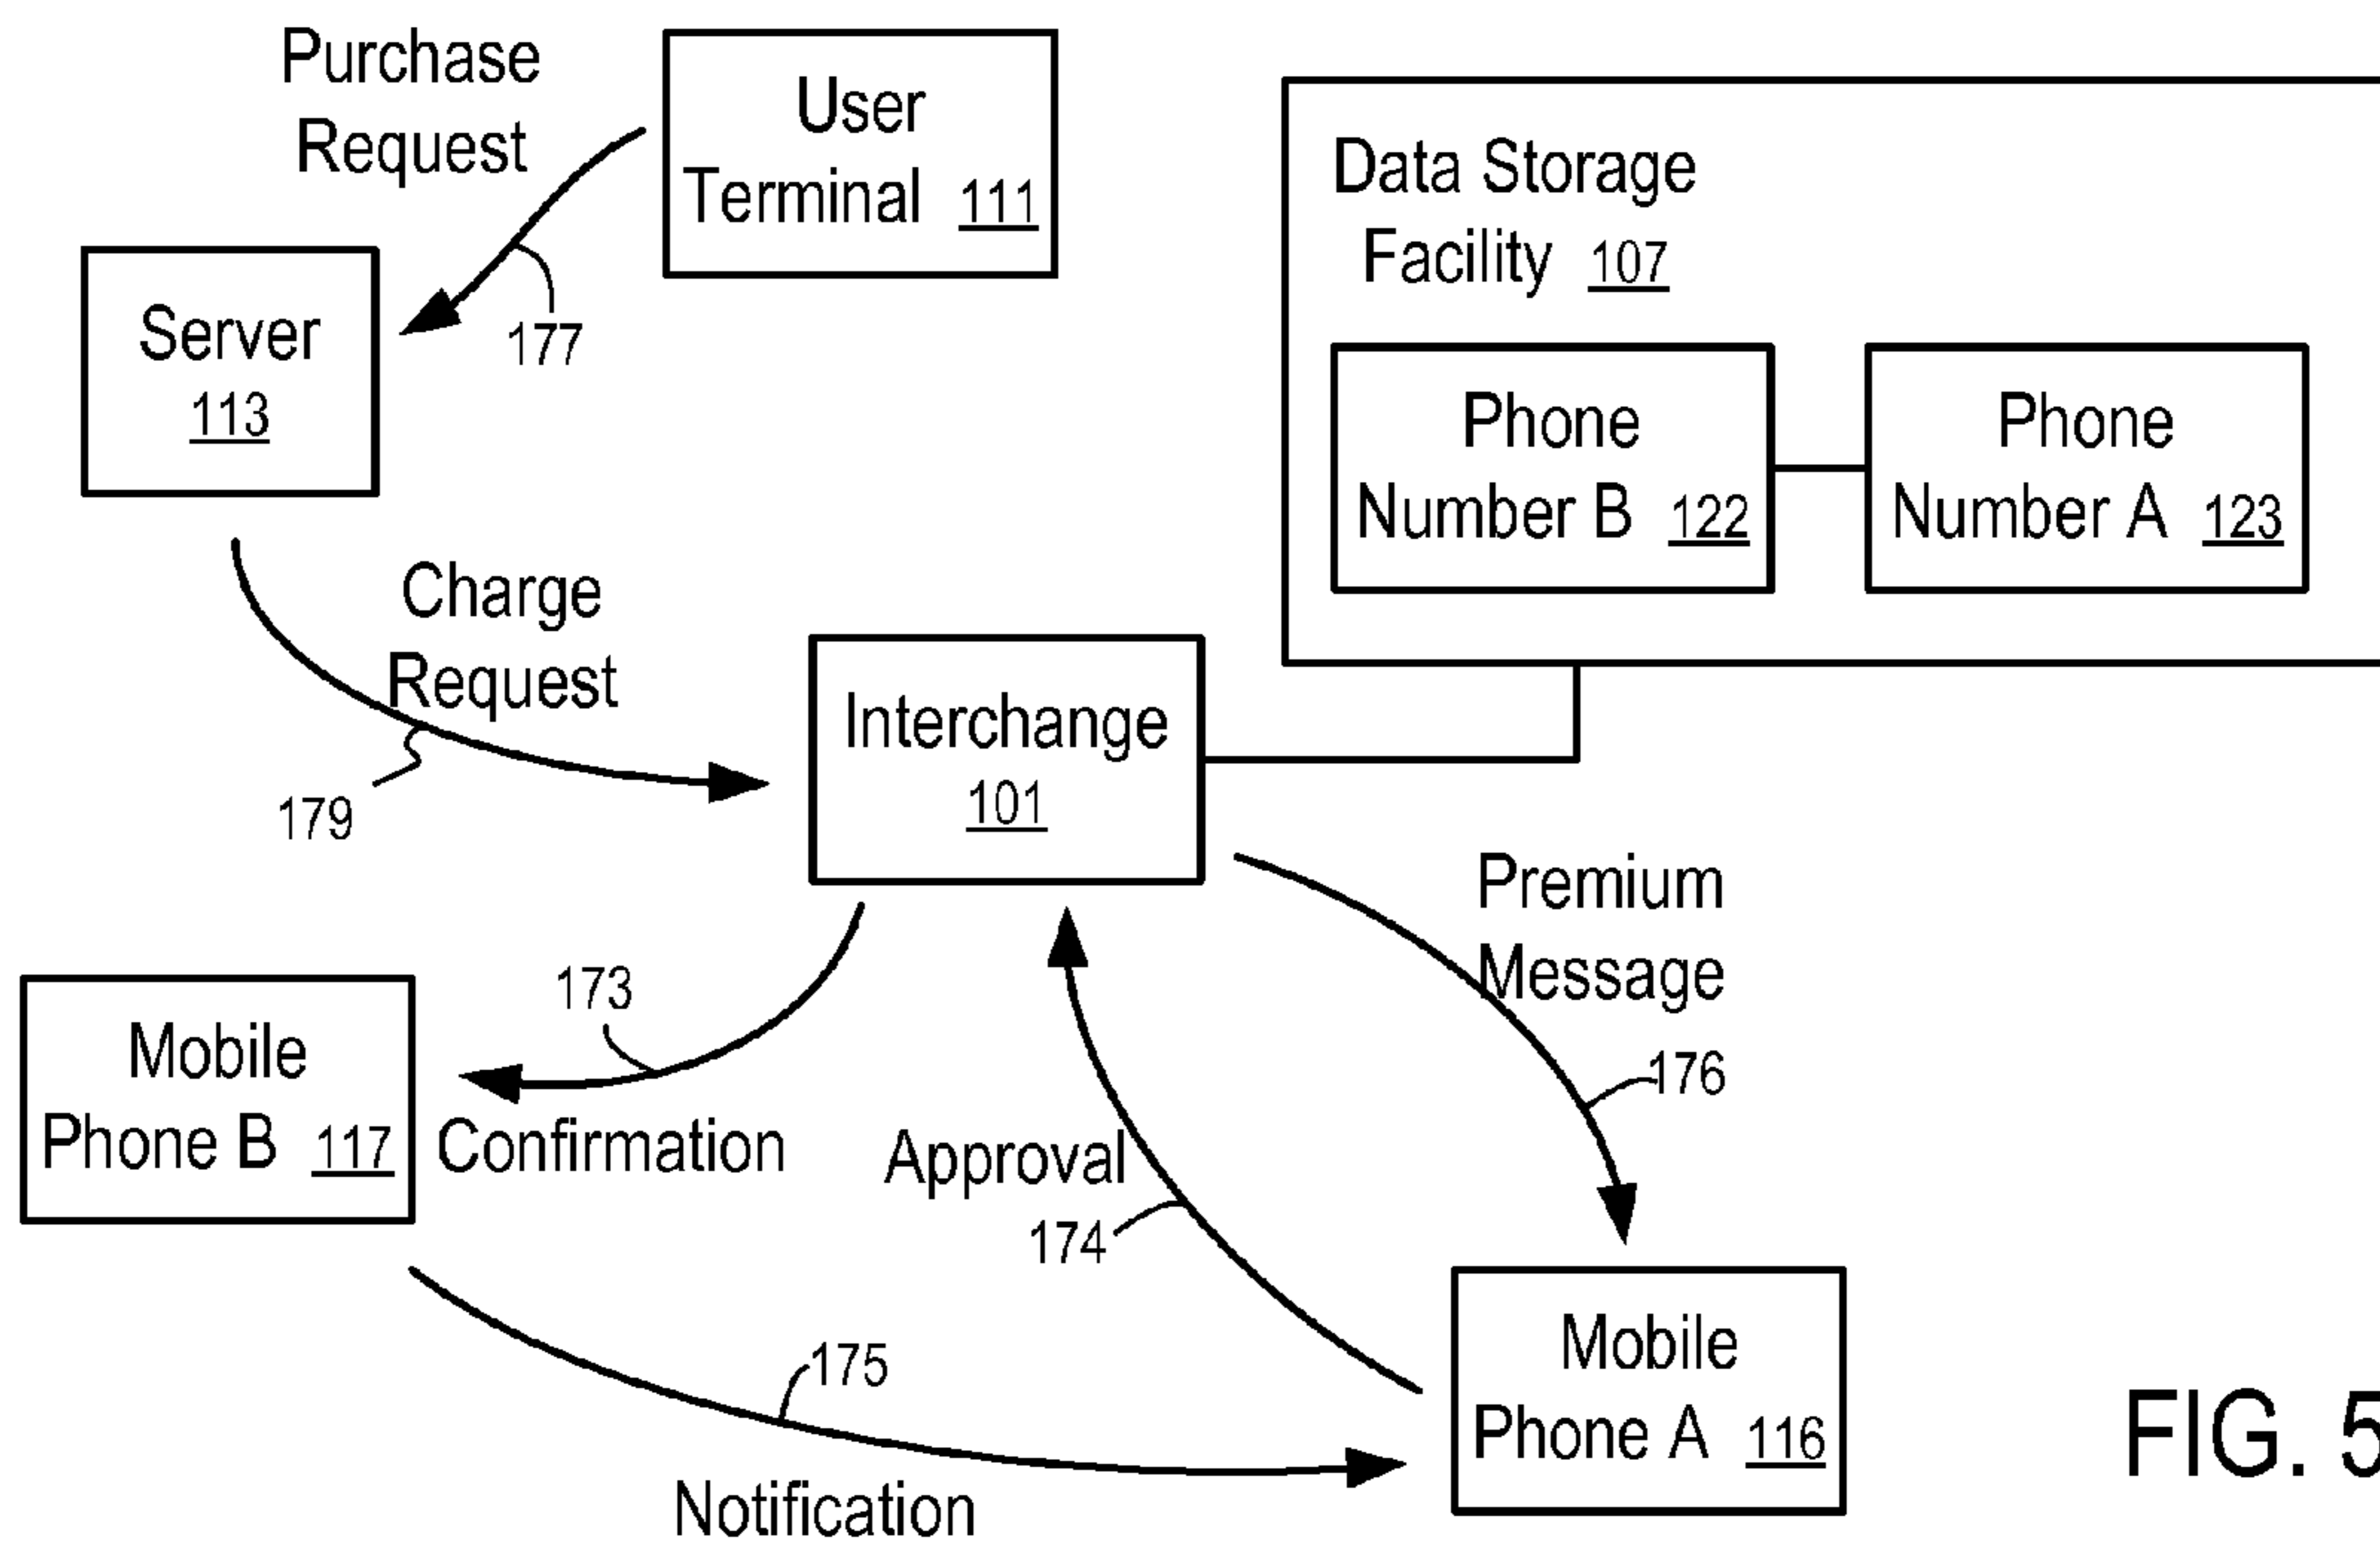 Purchase
Request
User
Terminal 111
177
Server
113
Data Storage
Facility 107
Phone
Number B 122
Phone
Number A 123
Charge
Request
179
Interchange
101
Premium
Message
176
173
Mobile
Phone B 117
Confirmation
Approval
174
175
Notification
Mobile
Phone A 116
FIG. 5